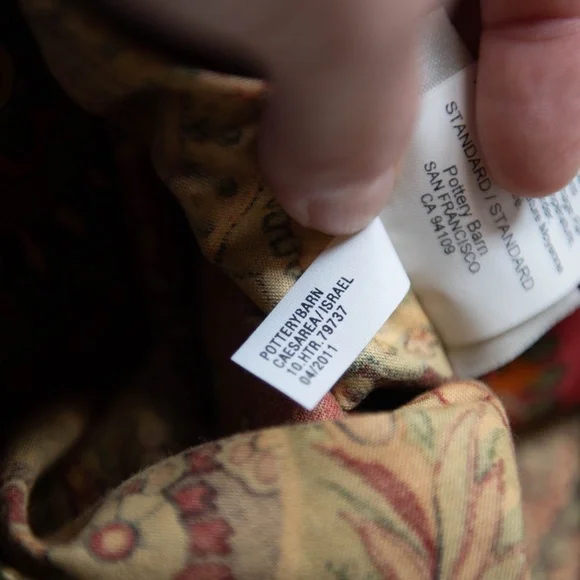 POTTERYBARN
CAESAREA/ISRAEL
10.HTR.79737
04/2011
STANDARD / STANDARD
Pottery Barn
SAN FRANCISCO
CA 94109